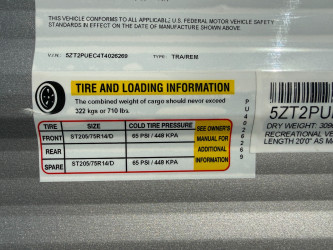 THIS VEHICLE CONFORMS TO ALL APPLICABLE U.S. FEDERAL MOTOR VEHICLE SAFETY
STANDARDS IN EFFECT ON THE DATE OF MANUFACTURE SHOWN ABOVE.
V.I.N.: 5ZT2PUEC4T4026269 TYPE: TRA/REM
TIRE AND LOADING INFORMATION
The combined weight of cargo should never exceed
322 kgs or 710 lbs.
TIRE SIZE COLD TIRE PRESSURE SEE OWNER'S
FRONT ST205/75R14/D 65 PSI / 448 KPA MANUAL FOR
REAR ADDITIONAL
SPARE ST205/75R14/D 65 PSI / 448 KPA INFORMATION
PU4026269
5ZT2PUE
DRY WEIGHT: 309
RECREATIONAL VE
LENGTH 20'0" AS M